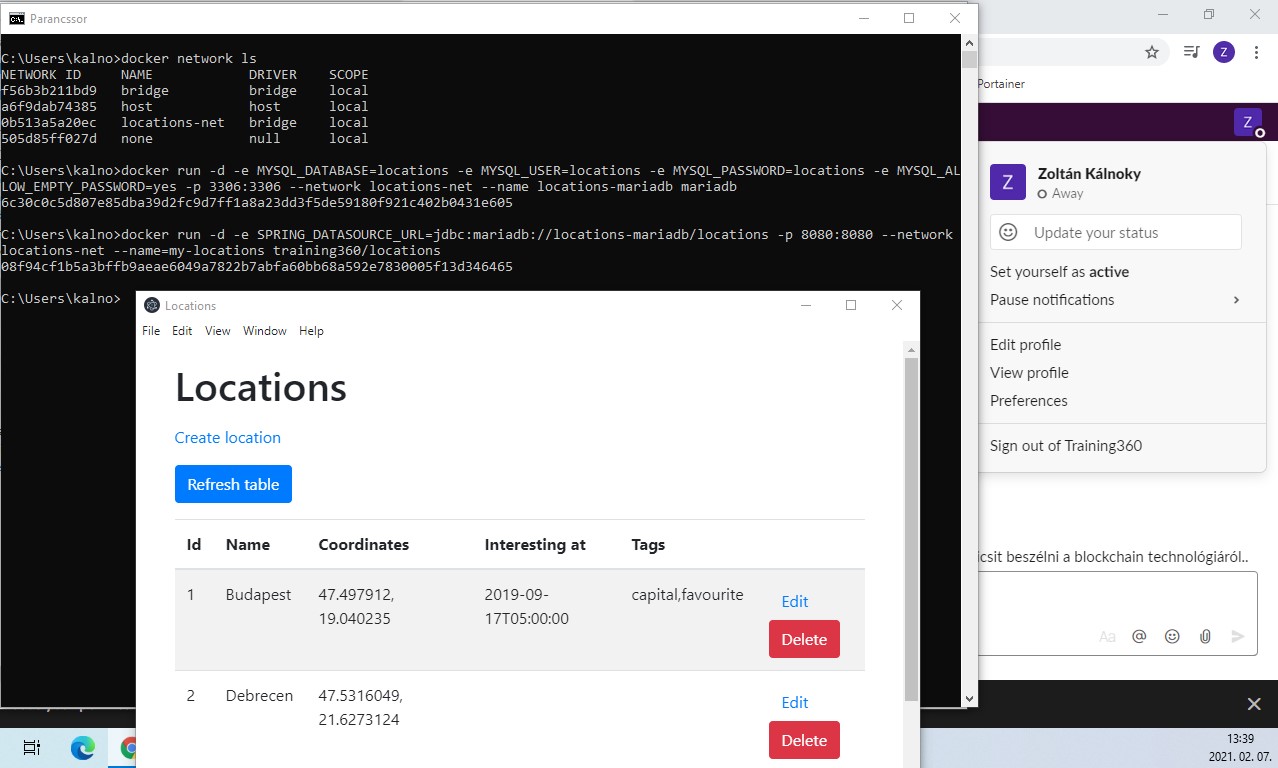 Parancssor
C:\Users\kalno>docker network ls
NETWORK ID     NAME            DRIVER    SCOPE
f56b3b211bd9   bridge          bridge    local
a6f9dab74385   host            host      local
0b513a5a20ec   locations-net   bridge    local
505d85ff027d   none            null      local
C:\Users\kalno>docker run -d -e MYSQL_DATABASE=locations -e MYSQL_USER=locations -e MYSQL_PASSWORD=locations -e MYSQL_AL
LOW_EMPTY_PASSWORD=yes -p 3306:3306 --network locations-net --name locations-mariadb mariadb
6c30c0c5d807e85dba39d2fc9d7ff1a8a23dd3f5de59180f921c402b0431e605
C:\Users\kalno>docker run -d -e SPRING_DATASOURCE_URL=jdbc:mariadb://locations-mariadb/locations -p 8080:8080 --network
locations-net --name=my-locations training360/locations
08f94cf1b5a3bffb9aeae6049a7822b7abfa60bb68a592e7830005f13d346465
C:\Users\kalno>
Locations
File Edit View Window Help
Locations
Create location
Refresh table
Id Name Coordinates Interesting at Tags
1 Budapest 47.497912, 2019-09- capital,favourite Edit
19.040235 17T05:00:00
Delete
2 Debrecen 47.5316049, Edit
21.6273124
Delete
Z
Portainer
Z
Z Zoltán Kálnoky
Away
Update your status
Set yourself as active
Pause notifications
Edit profile
View profile
Preferences
Sign out of Training360
icsit beszélni a blockchain technológiáról..
Aa @
13:39
2021. 02. 07.